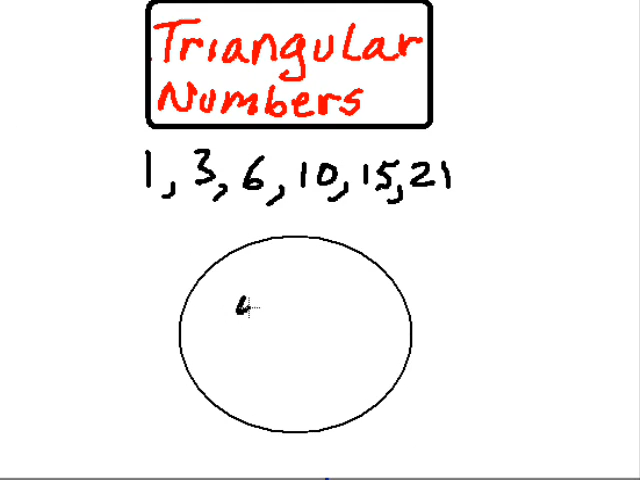 Triangular
Numbers
1, 3, 6, 10, 15, 21